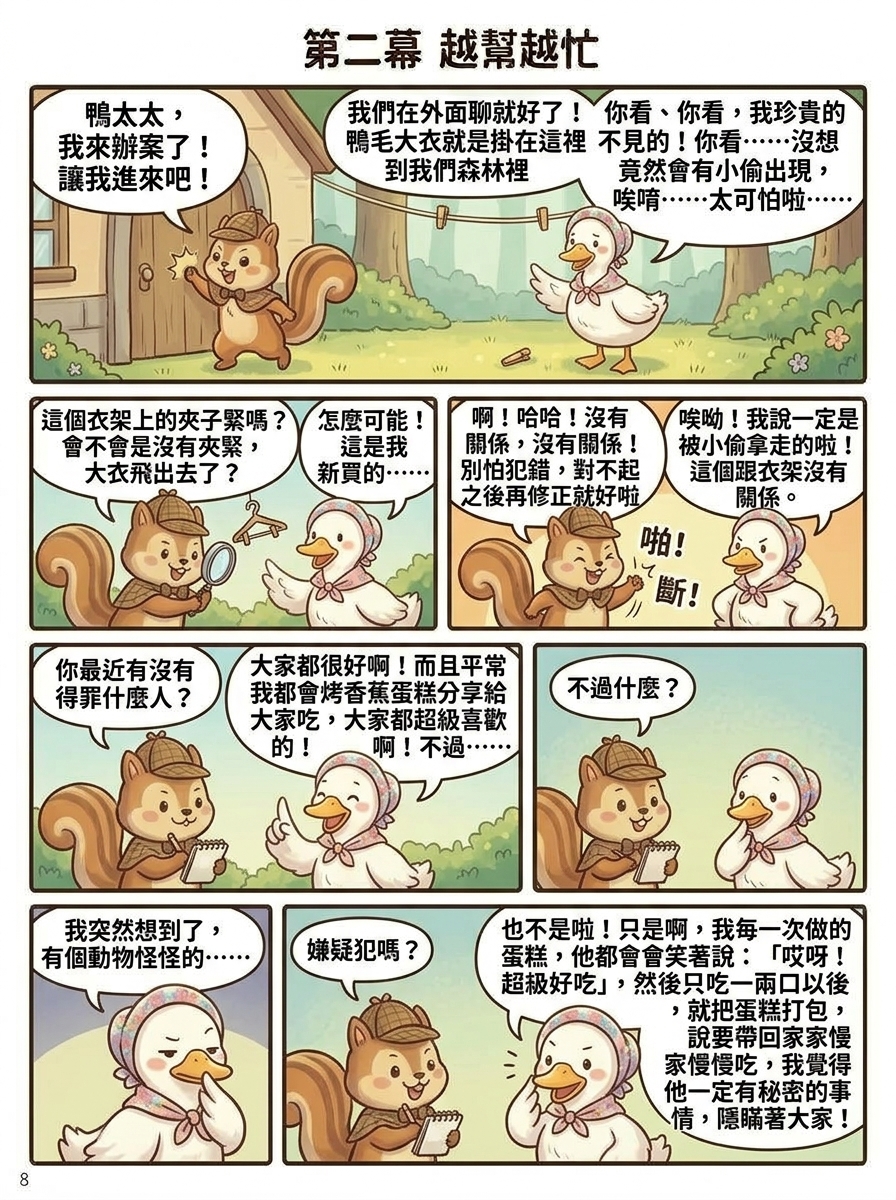 第二幕 越幫越忙
鴨太太，
我來辦案了！
讓我進來吧！
我們在外面聊就好了！
鴨毛大衣就是掛在這裡
到我們森林裡
你看、你看，我珍貴的
不見的！你看……沒想
竟然會有小偷出現，
唉唷……太可怕啦……
這個衣架上的夾子緊嗎？
會不會是沒有夾緊，
大衣飛出去了？
怎麼可能！
這是我
新買的……
啊！哈哈！沒有
關係，沒有關係！
別怕犯錯，對不起
之後再修正就好啦
啪！
斷！
唉呦！我說一定是
被小偷拿走的啦！
這個跟衣架沒有
關係。
你最近有沒有
得罪什麼人？
大家都很好啊！而且平常
我都會烤香蕉蛋糕分享給
大家吃，大家都超級喜歡
的！ 啊！不過……
不過什麼？
我突然想到了，
有個動物怪怪的……
嫌疑犯嗎？
也不是啦！只是啊，我每一次做的
蛋糕，他都會會笑著說：「哎呀！
超級好吃」，然後只吃一兩口以後
，就把蛋糕打包，
說要帶回家家慢
家慢慢吃，我覺得
他一定有秘密的事
情，隱瞞著大家！
8